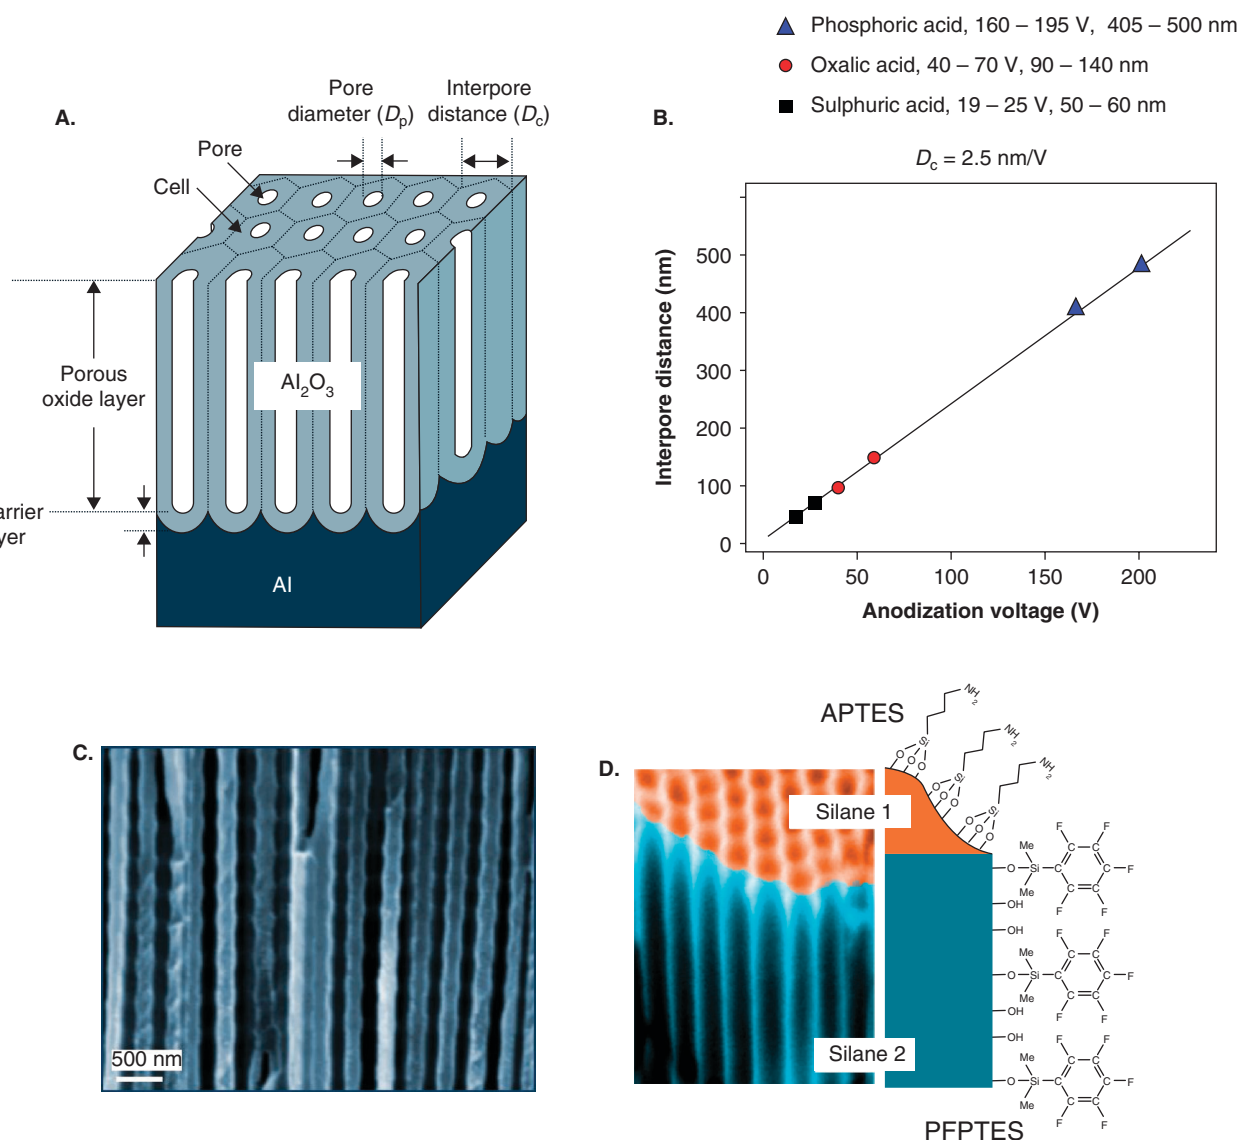 Phosphoric acid, 160 – 195 V, 405 – 500 nm
Oxalic acid, 40 – 70 V, 90 – 140 nm
Sulphuric acid, 19 – 25 V, 50 – 60 nm
A.
Pore
diameter (Dp)
Interpore
distance (Dc)
Pore
Cell
Porous
oxide layer
Al2O3
arrier
yer
Al
B.
Dc = 2.5 nm/V
Interpore distance (nm)
500
400
300
200
100
0
0 50 100 150 200
Anodization voltage (V)
C.
500 nm
D.
APTES
NH2
NH2
NH2
Si
O O O
Si
O O O
Si
O O O
Silane 1
Silane 2
Me
O Si
Me
F F
C C C C C C
F
F F
OH
OH
Me
O Si
Me
F F
C C C C C C
F
F F
OH
OH
Me
O Si
Me
F F
C C C C C C
F
F F
PFPTES